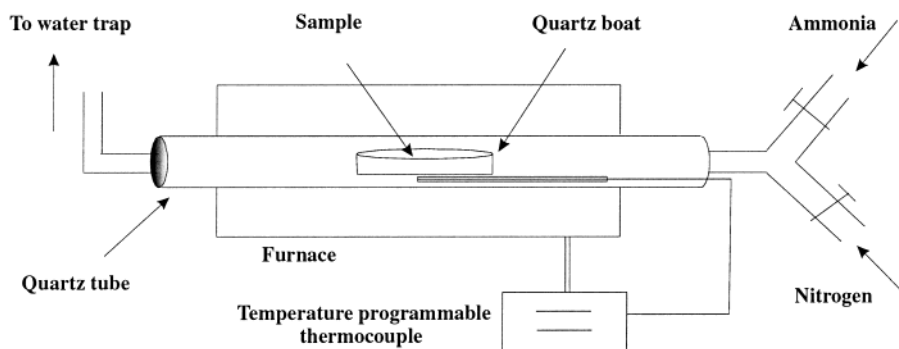 To water trap
Sample
Quartz boat
Ammonia
Furnace
Quartz tube
Nitrogen
Temperature programmable
thermocouple